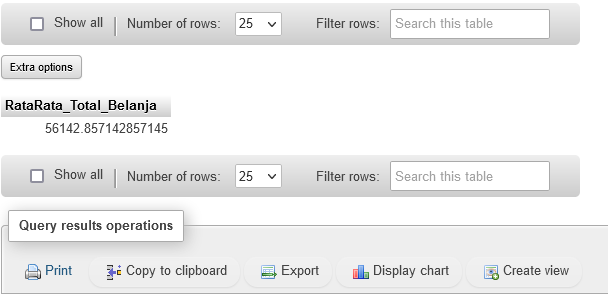 Show all Number of rows: 25 Filter rows: Search this table
Extra options
RataRata_Total_Belanja
56142.857142857145
Show all Number of rows: 25 Filter rows: Search this table
Query results operations
Print Copy to clipboard Export Display chart Create view